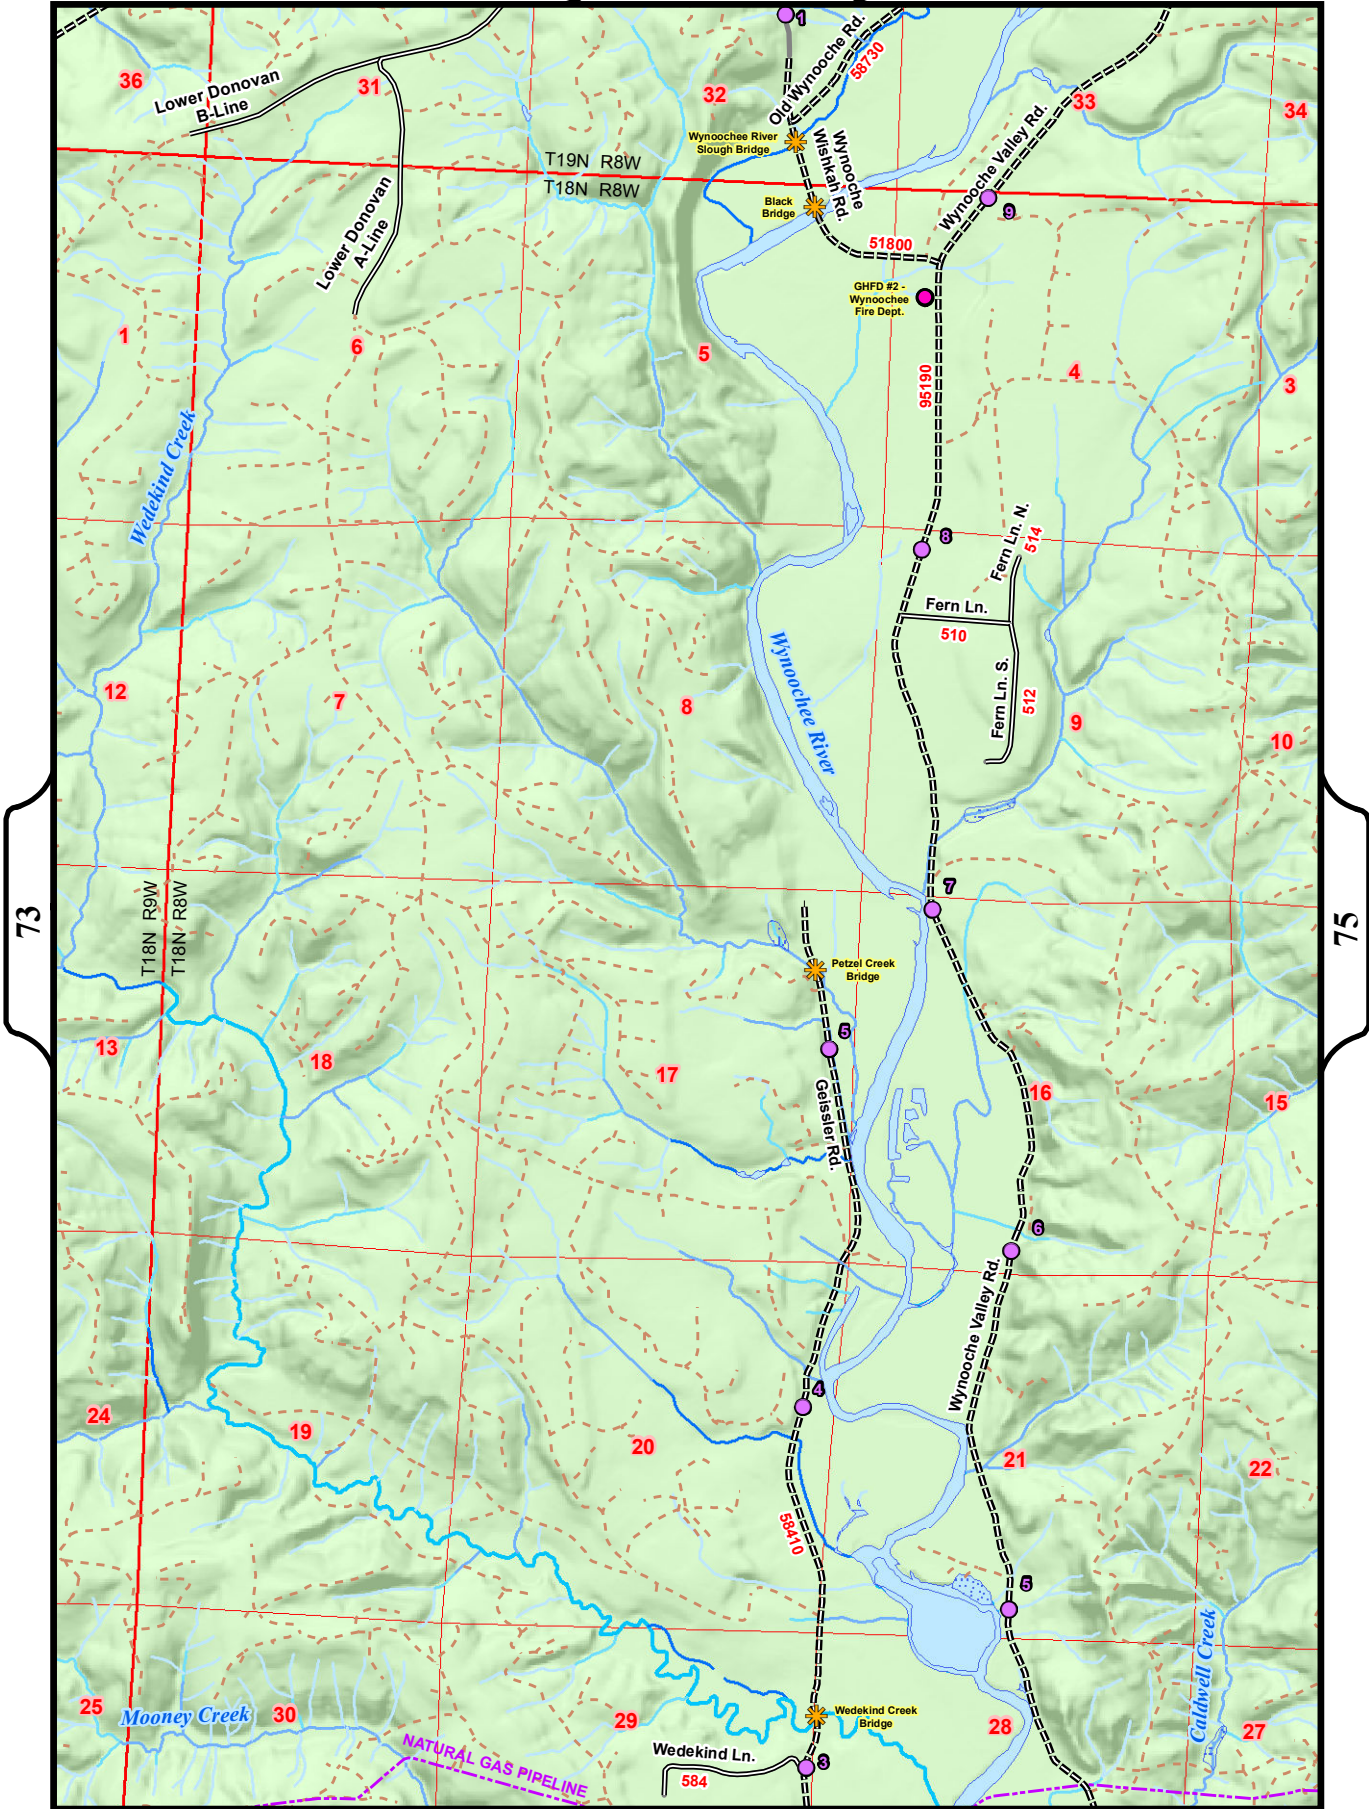 1
Old Wynooche Rd.
58730
36
Lower Donovan
B-Line
31
32
33
34
Wynoochee River
Slough Bridge
Wynooche
Wishkah Rd.
Wynooche Valley Rd.
T19N R8W
T18N R8W
Black
Bridge
9
Lower Donovan
A-Line
51800
GHFD #2 -
Wynoochee
Fire Dept.
1
6
5
4
3
95190
Wedekind Creek
8
Fern Ln. N.
514
Fern Ln.
510
Wynoochee River
Fern Ln. S.
512
12
7
8
9
10
73
75
T18N R9W
T18N R8W
7
Petzel Creek
Bridge
5
13
18
17
Geissler Rd.
16
15
6
Wynooche Valley Rd.
4
24
19
20
21
22
58410
5
Caldwell Creek
25
Mooney Creek
30
29
Wedekind Creek
Bridge
28
27
NATURAL GAS PIPELINE
Wedekind Ln.
584
3